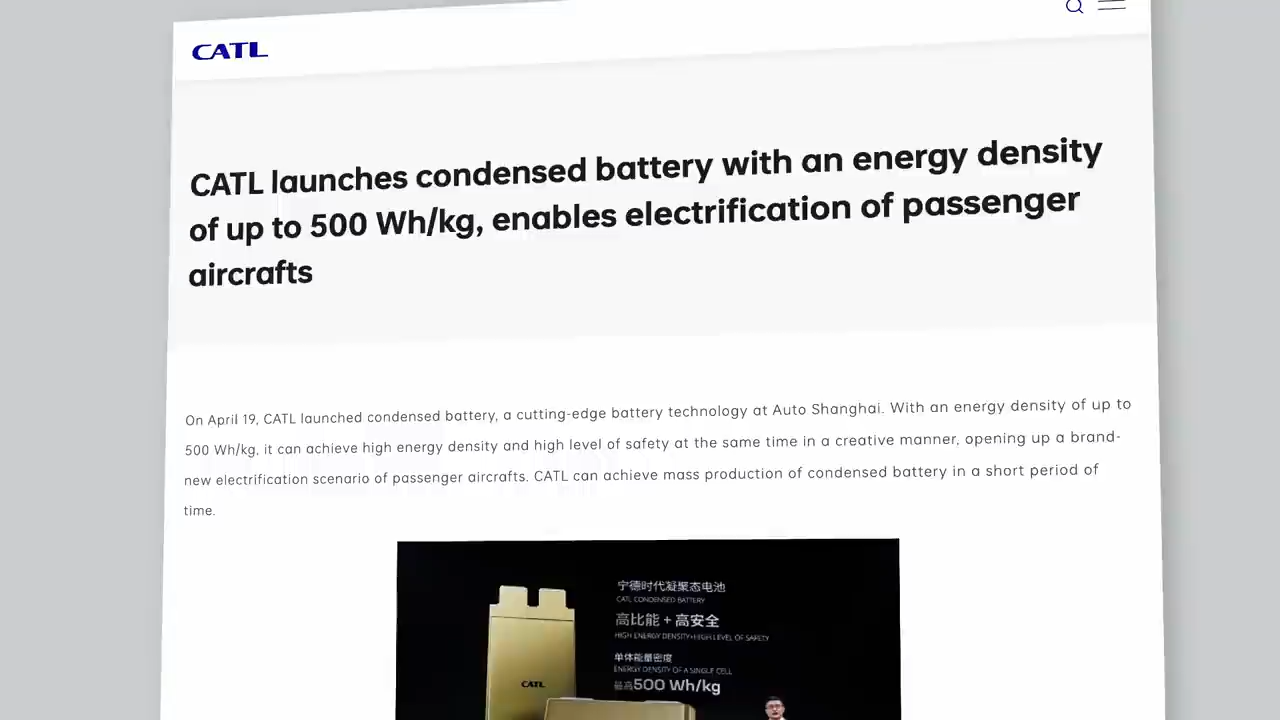 CATL
CATL launches condensed battery with an energy density
of up to 500 Wh/kg, enables electrification of passenger
aircrafts
On April 19, CATL launched condensed battery, a cutting-edge battery technology at Auto Shanghai. With an energy density of up to
500 Wh/kg, it can achieve high energy density and high level of safety at the same time in a creative manner, opening up a brand-
new electrification scenario of passenger aircrafts. CATL can achieve mass production of condensed battery in a short period of
time.
宁德时代凝聚态电池
CATL CONDENSED BATTERY
高比能 + 高安全
HIGH ENERGY DENSITY+HIGH LEVEL OF SAFETY
单体能量密度
ENERGY DENSITY OF A SINGLE CELL
最高500 Wh/kg
CATL